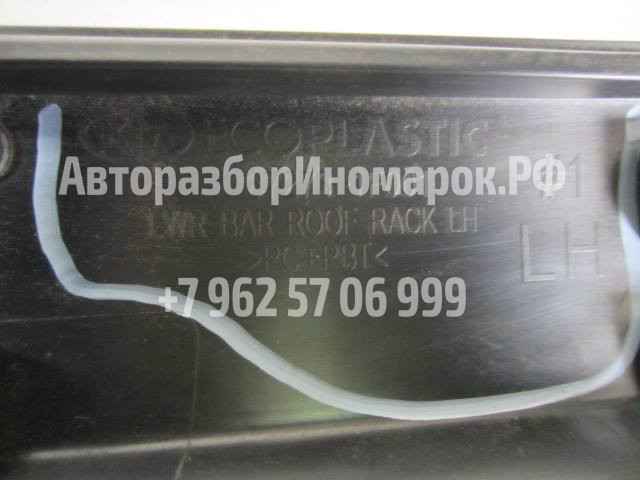 ECOPLASTIC
АвторазборИномарок.РФ
LWR BAR ROOF RACK LH
>PC+PBT<
LH
+7 962 57 06 999